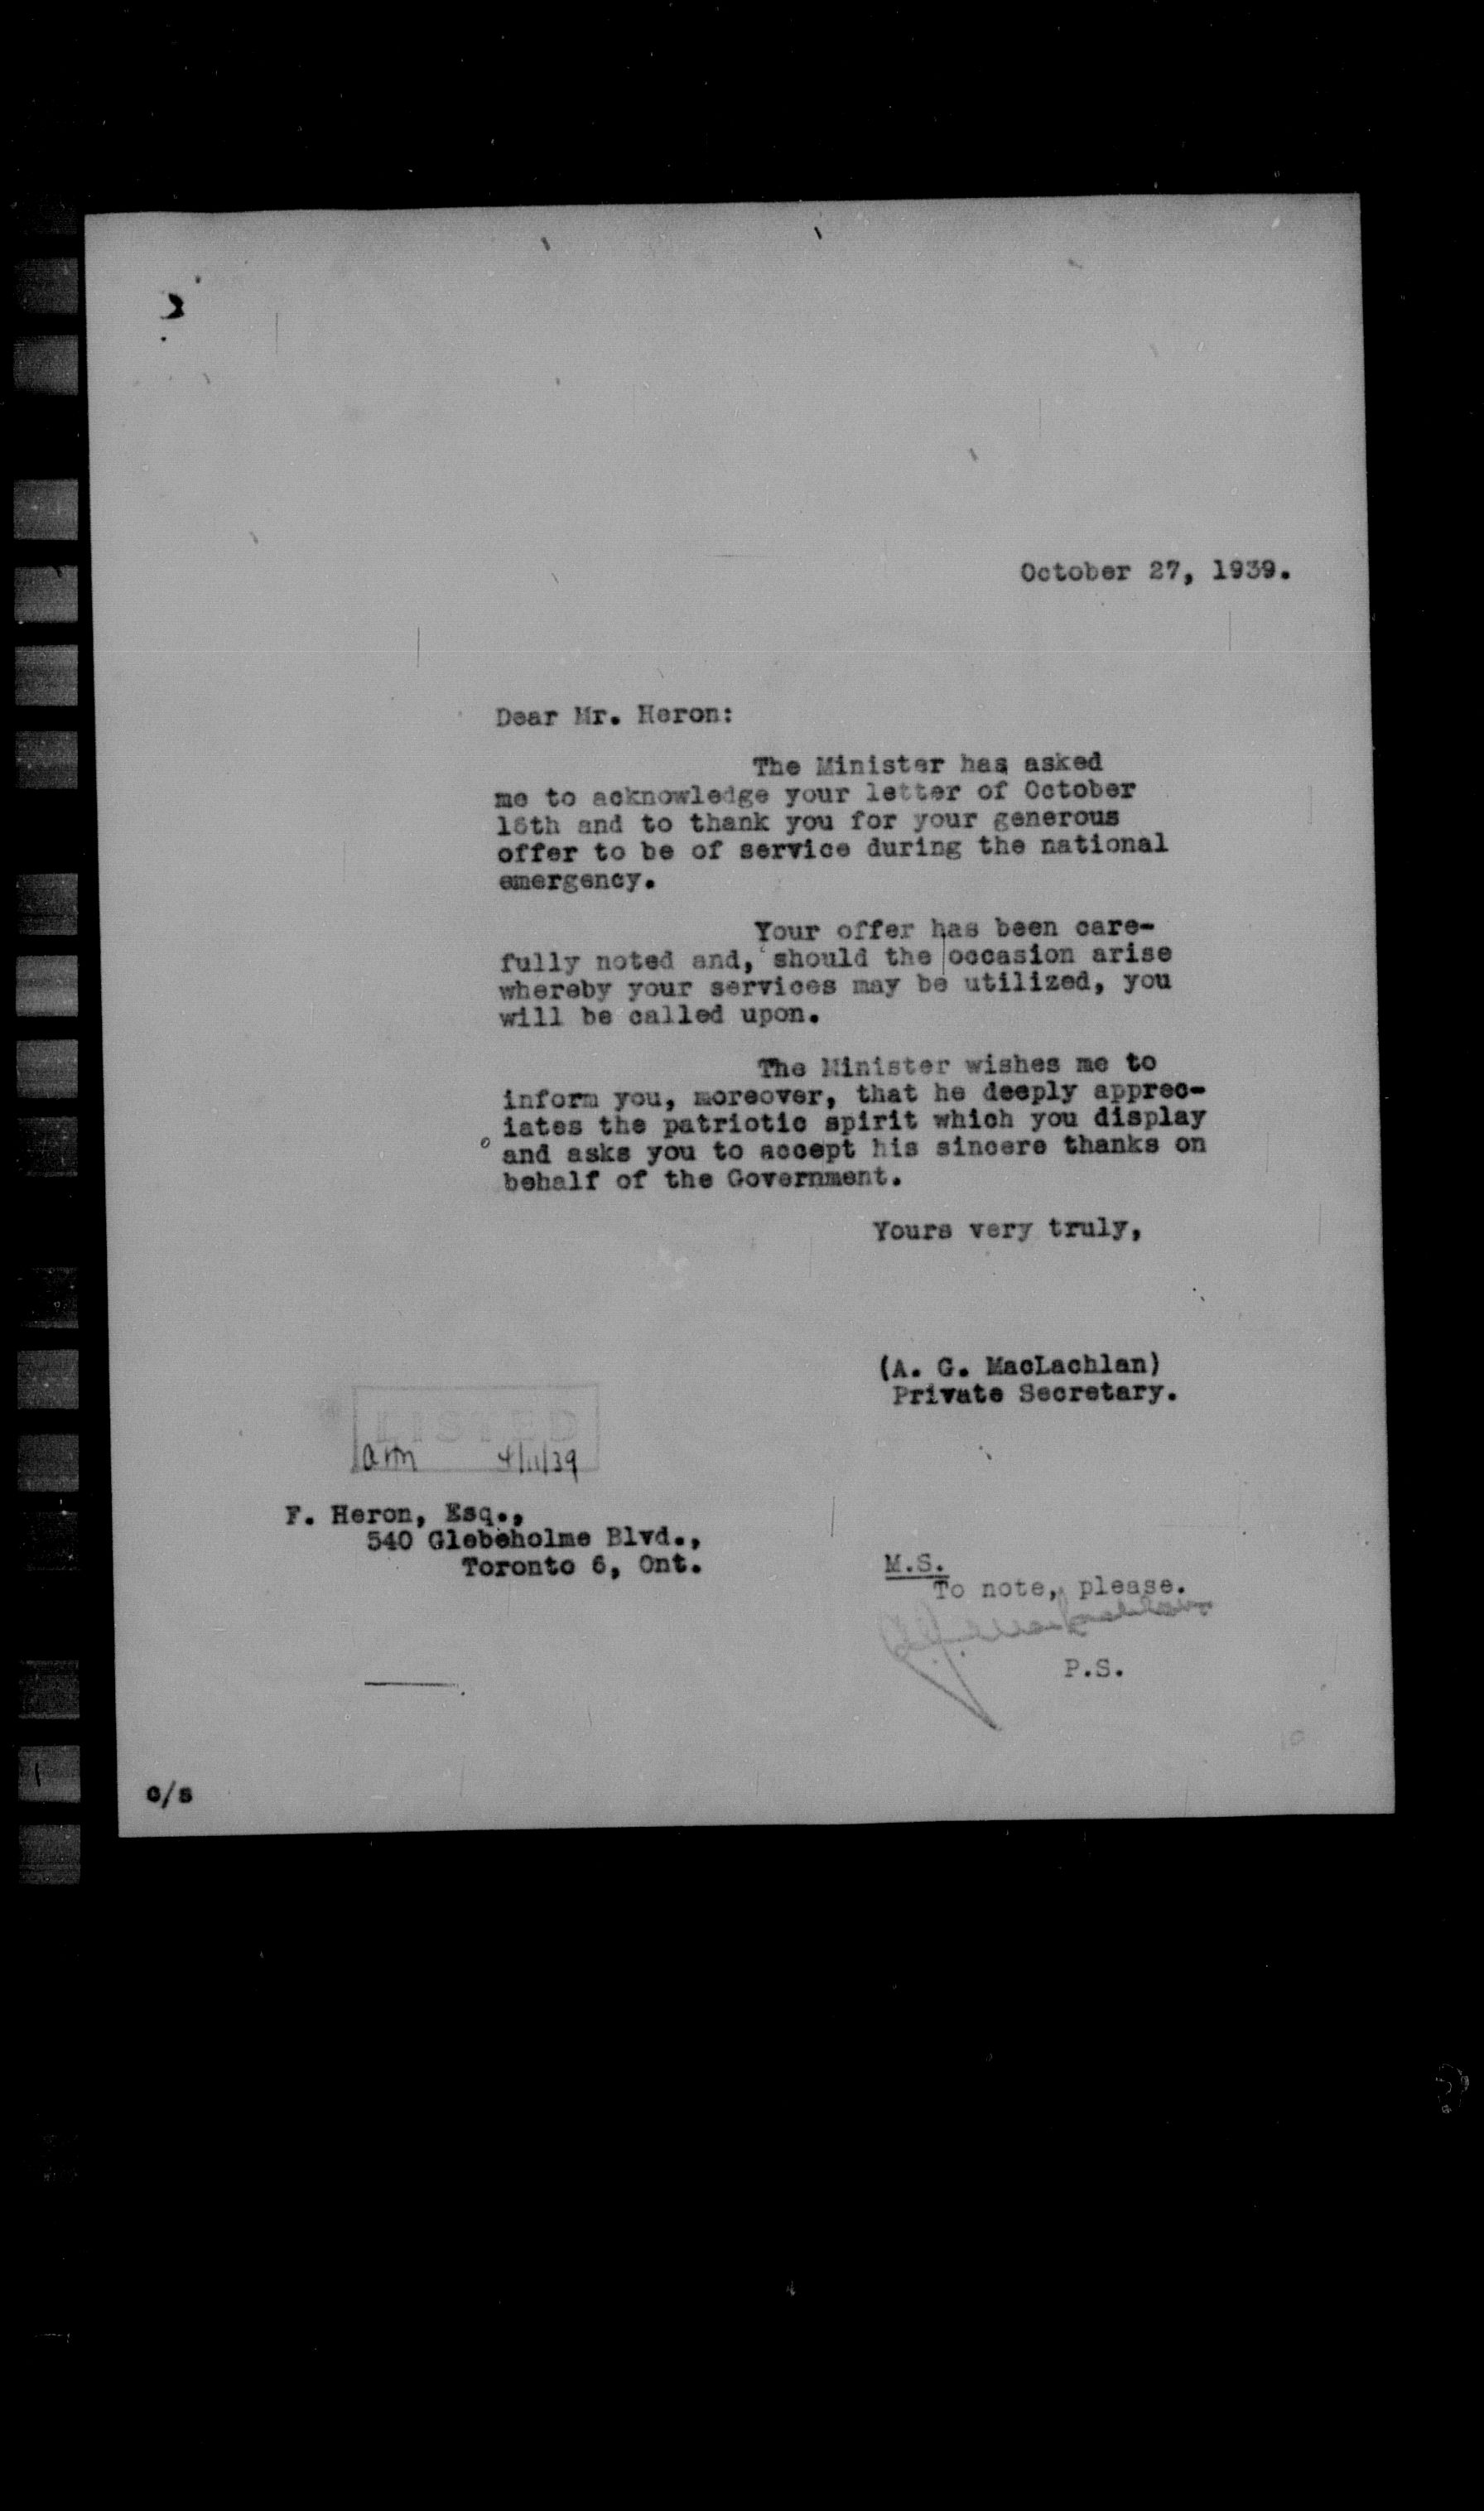 October 27, 1939.
Dear Mr. Heron:
The Minister has asked
me to acknowledge your letter of October
16th and to thank you for your generous
offer to be of service during the national
emergency.
Your offer has been care-
fully noted and, should the occasion arise
whereby your services may be utilized, you
will be called upon.
The Minister wishes me to
inform you, moreover, that he deeply apprec-
iates the patriotic spirit which you display
and asks you to accept his sincere thanks on
behalf of the Government.
Yours very truly,
(A. G. MacLachlan)
Private Secretary.
LISTED
4/11/39
F. Heron, Esq.,
540 Glebeholme Blvd.,
Toronto 6, Ont.
M.S.
To note, please.
P.S.
c/s